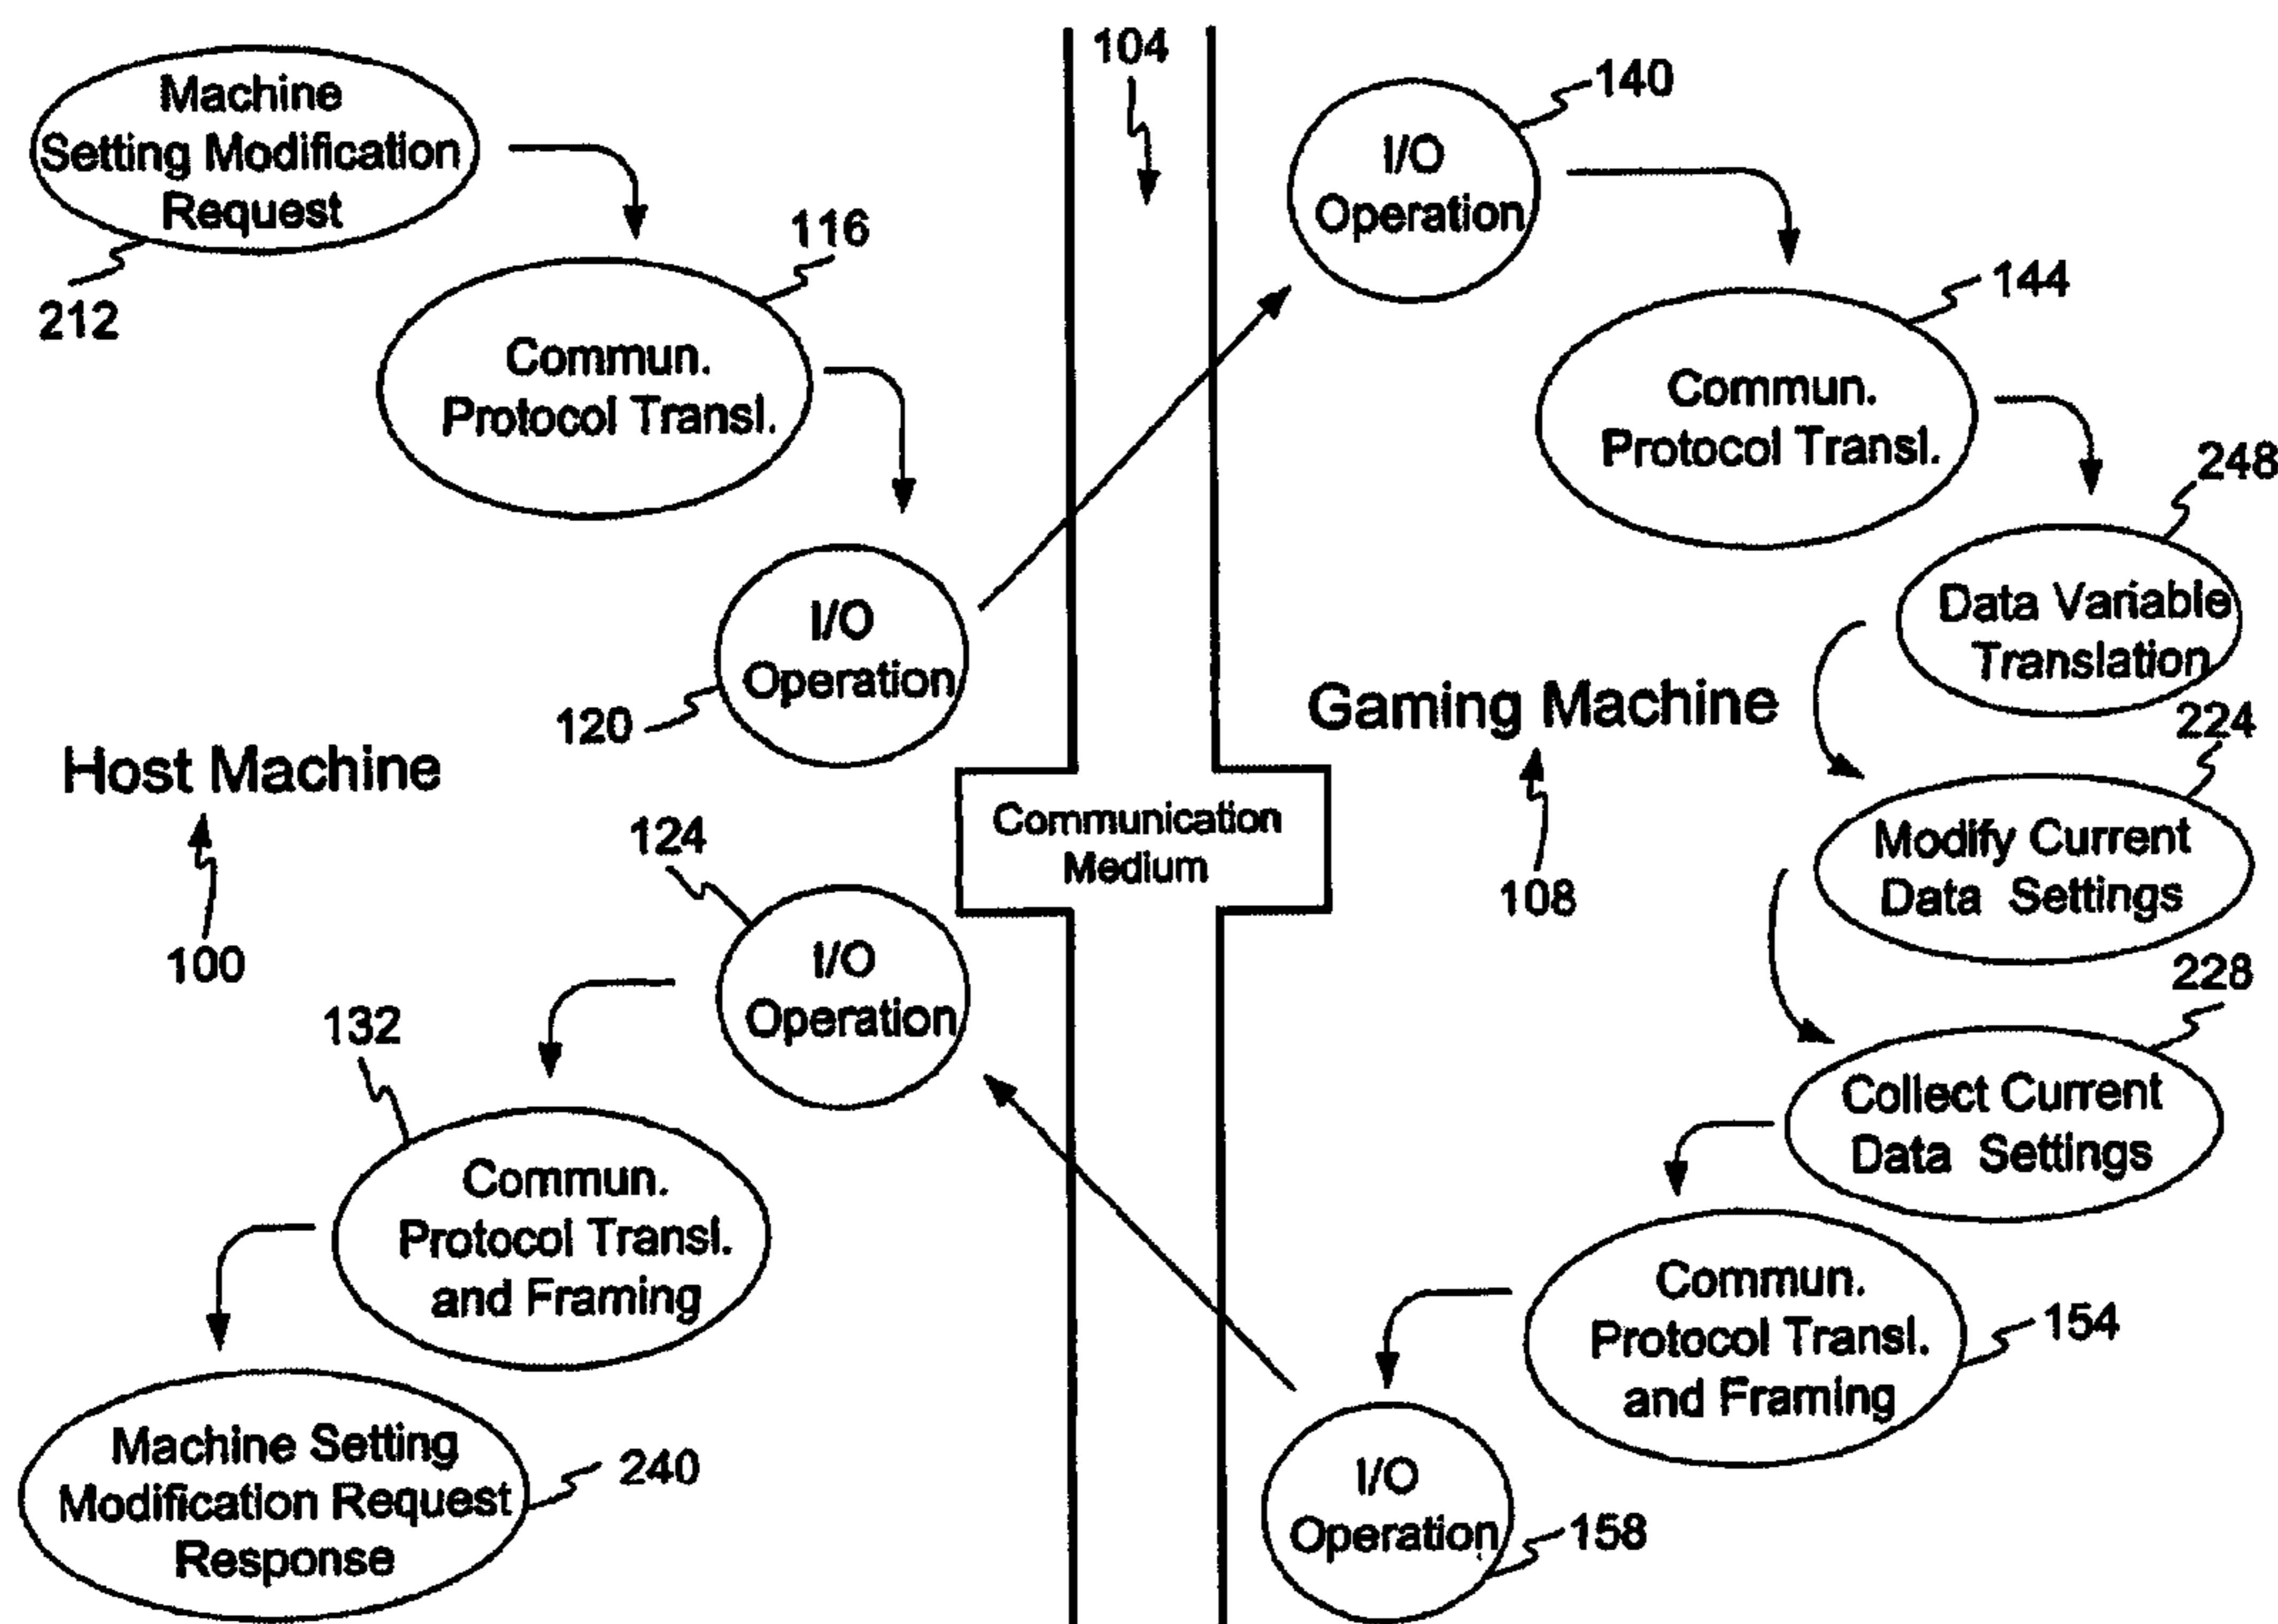 Machine
Setting Modification
Request
212
116
Commun.
Protocol Transl.
I/O
Operation
120
Host Machine
100
124
I/O
Operation
132
Commun.
Protocol Transl.
and Framing
Machine Setting
Modification Request
Response
240
104
Communication
Medium
140
I/O
Operation
144
Commun.
Protocol Transl.
248
Data Variable
Translation
Gaming Machine
108
224
Modify Current
Data Settings
228
Collect Current
Data Settings
Commun.
Protocol Transl.
and Framing
154
I/O
Operation
158